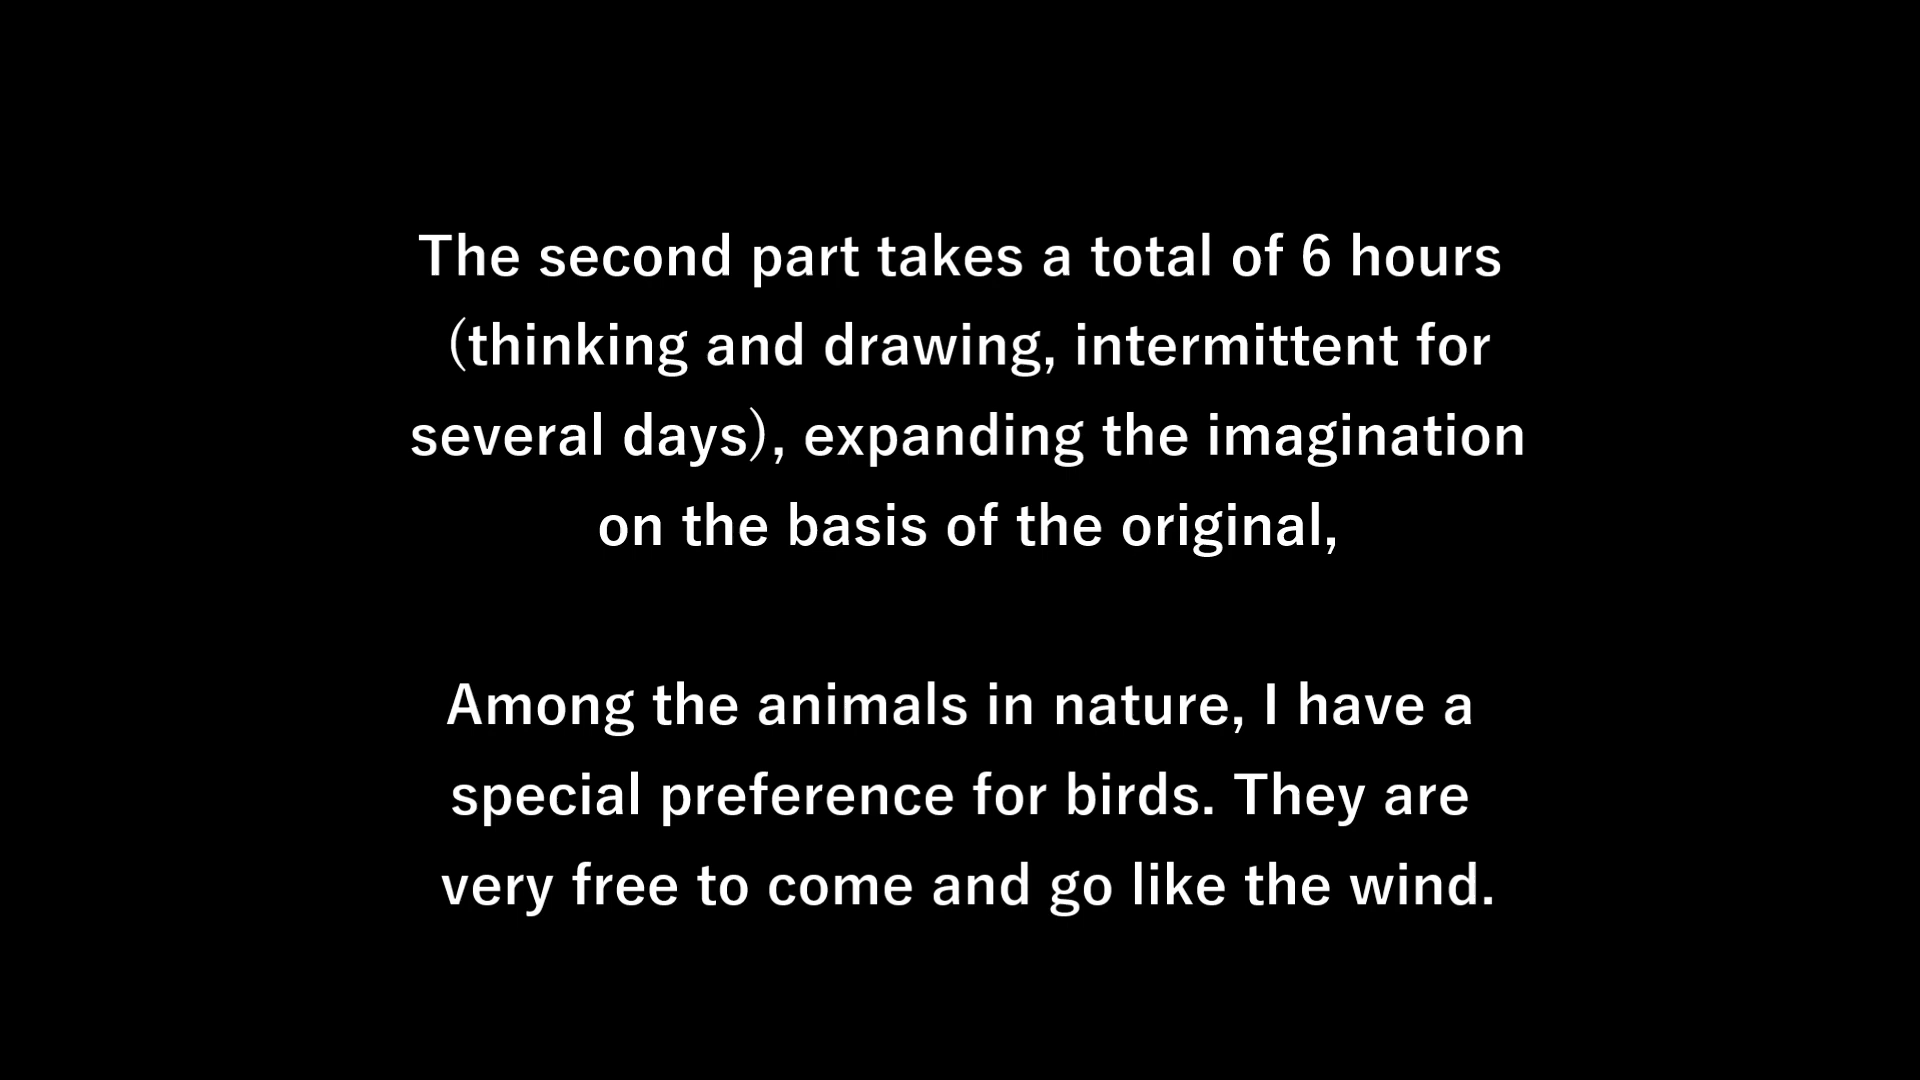 The second part takes a total of 6 hours
(thinking and drawing, intermittent for
several days), expanding the imagination
on the basis of the original,
Among the animals in nature, I have a
special preference for birds. They are
very free to come and go like the wind.